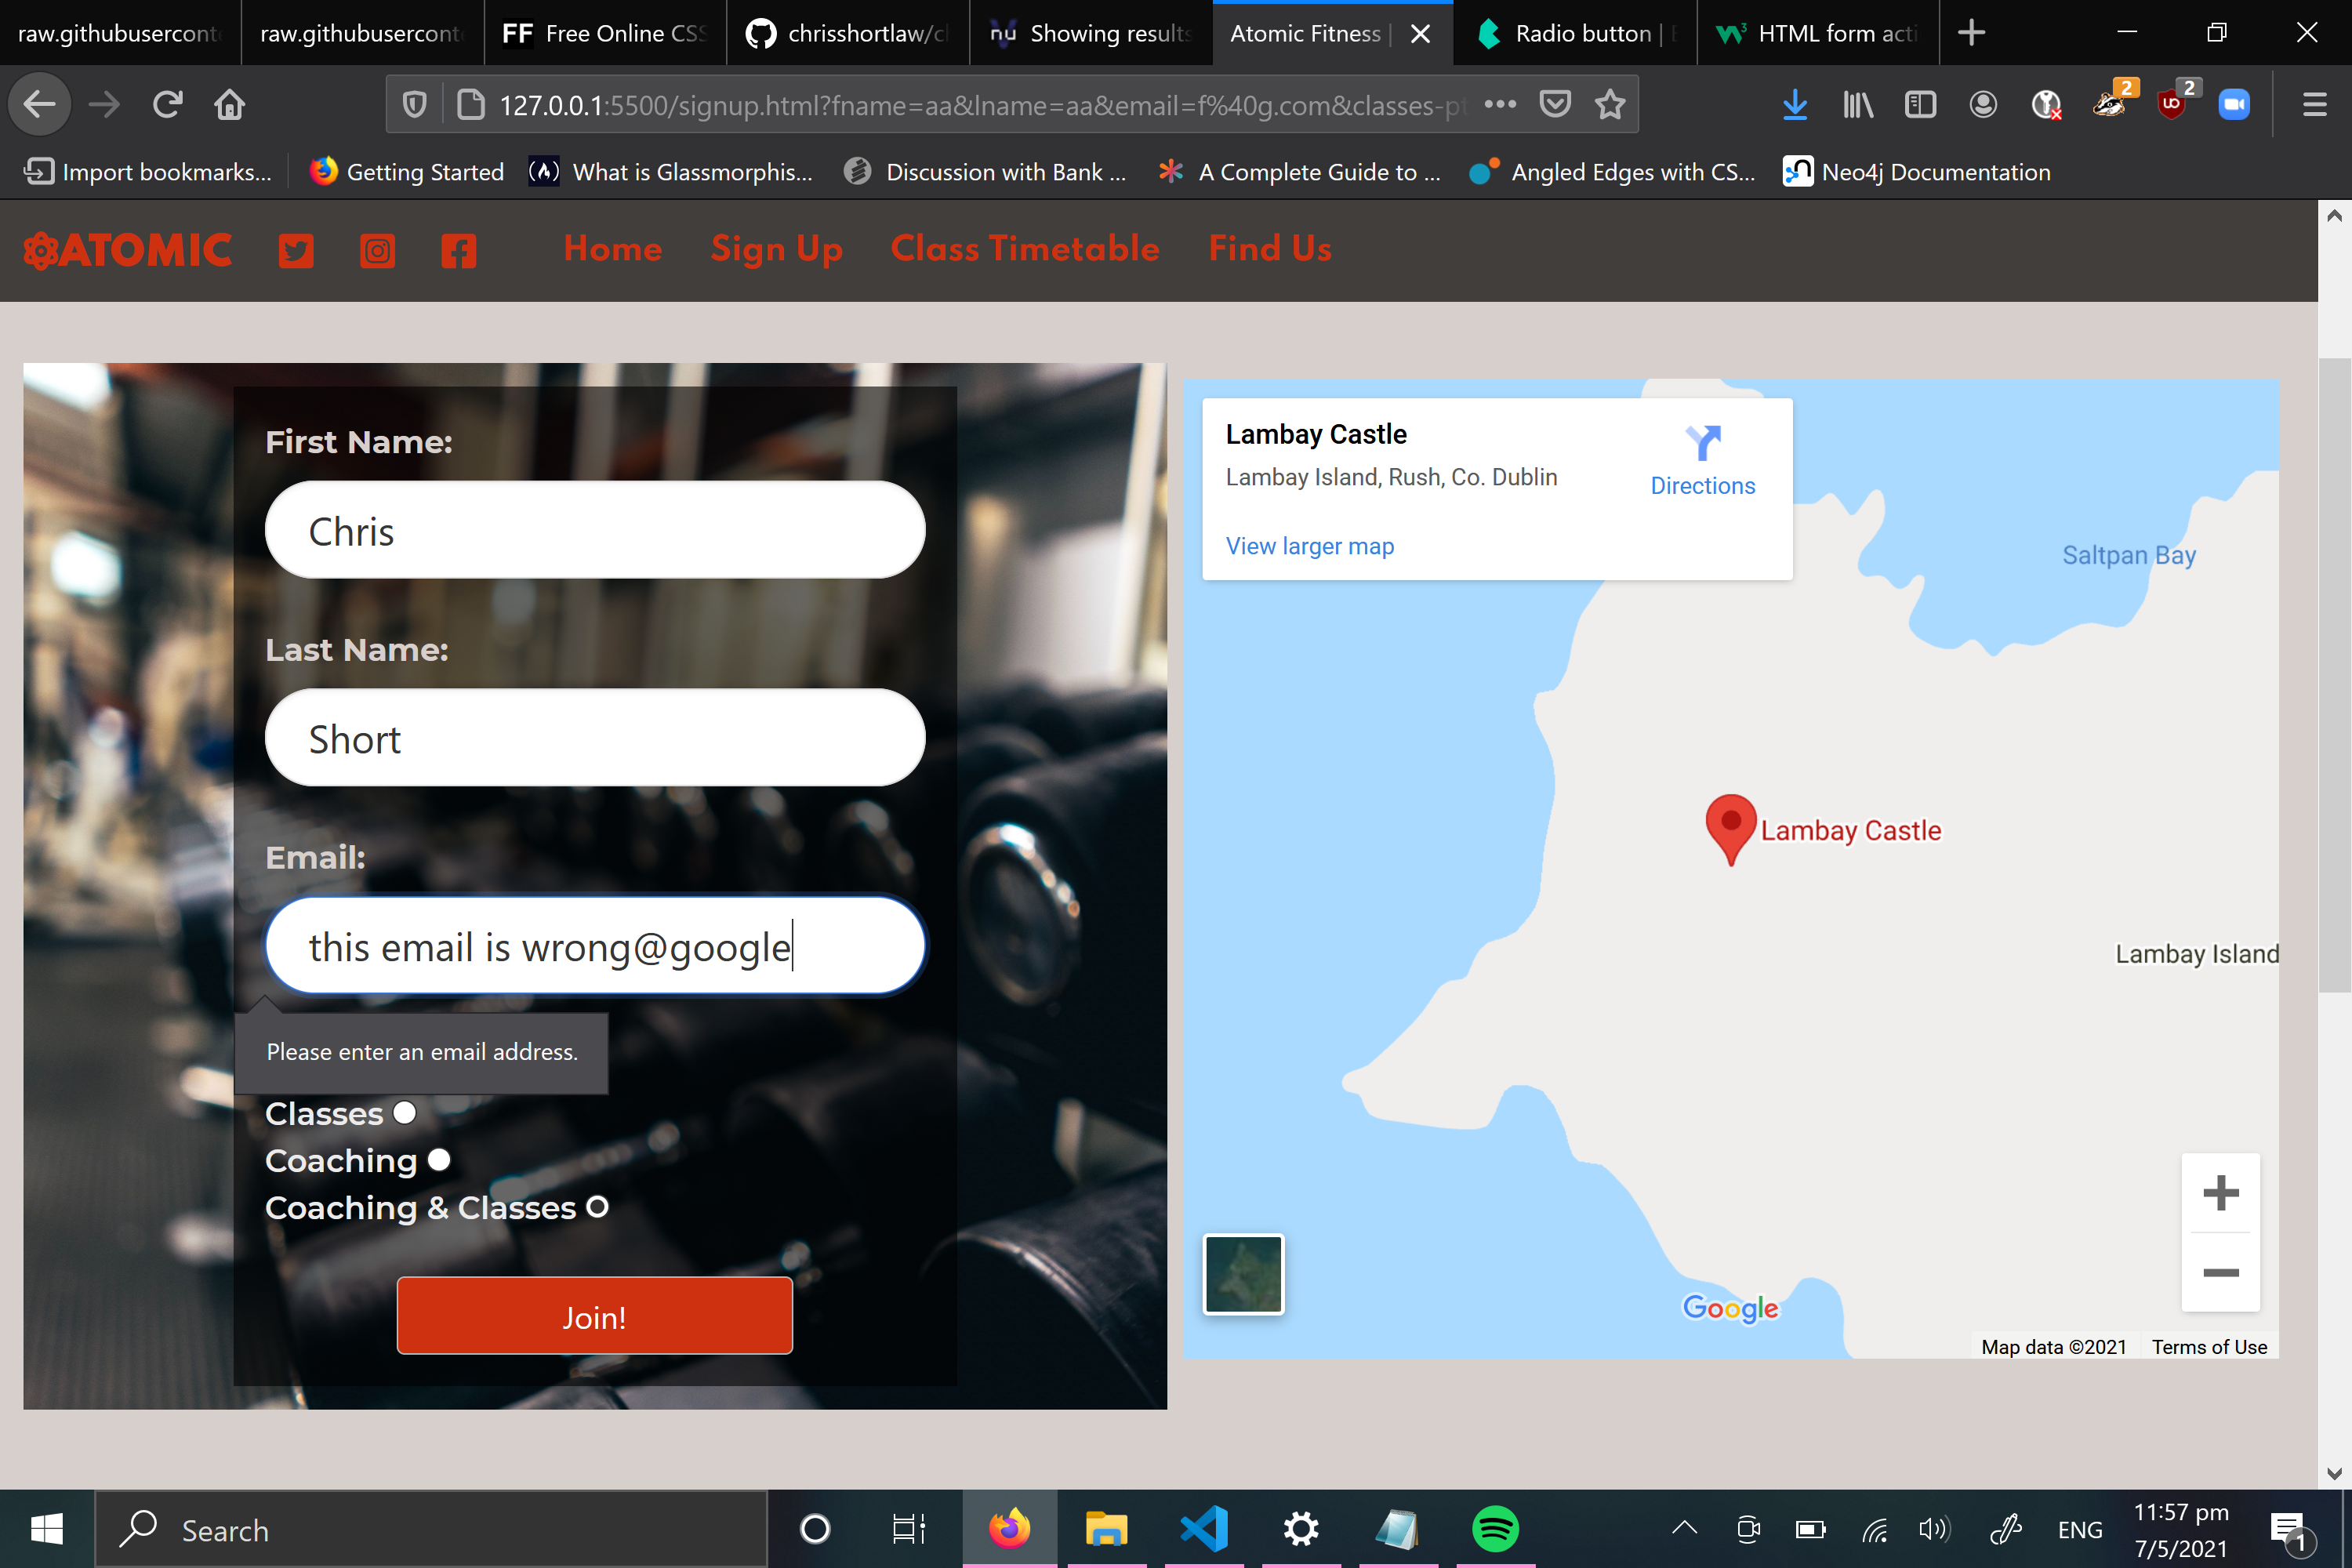 raw.githubuserconte
raw.githubuserconte
FF Free Online CSS
chrisshortlaw/c
nu Showing results
Atomic Fitness |
Radio button |
W3 HTML form acti
127.0.0.1:5500/signup.html?fname=aa&lname=aa&email=f%40g.com&classes-pt
2
2
Import bookmarks...
Getting Started
What is Glassmorphis...
Discussion with Bank ...
A Complete Guide to ...
Angled Edges with CS...
Neo4j Documentation
ATOMIC
Home
Sign Up
Class Timetable
Find Us
First Name:
Chris
Last Name:
Short
Email:
this email is wrong@google
Please enter an email address.
Classes
Coaching
Coaching & Classes
Join!
Lambay Castle
Lambay Island, Rush, Co. Dublin
Directions
View larger map
Saltpan Bay
Lambay Castle
Lambay Island
Google
Map data ©2021
Terms of Use
Search
ENG
11:57 pm
7/5/2021
1